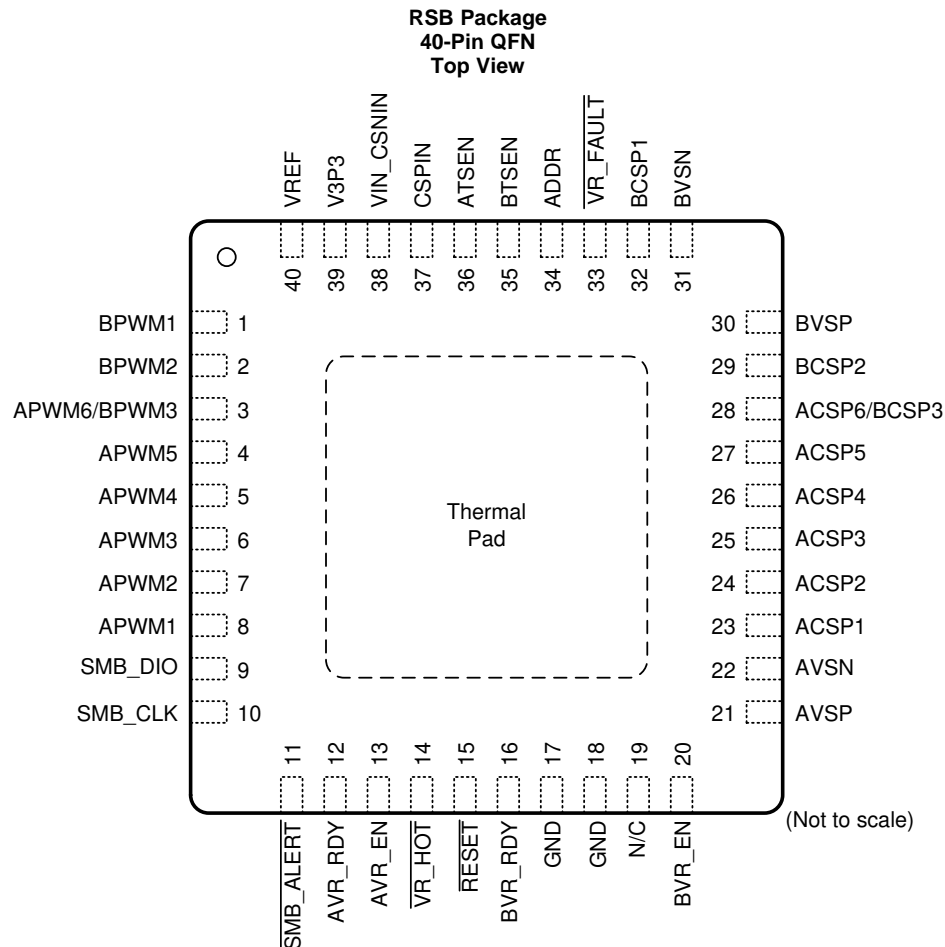 RSB Package
40-Pin QFN
Top View
VREF
V3P3
VIN_CSNIN
CSPIN
ATSEN
BTSEN
ADDR
VR_FAULT
BCSP1
BVSN
40
39
38
37
36
35
34
33
32
31
BPWM1 1
BPWM2 2
APWM6/BPWM3 3
APWM5 4
APWM4 5
APWM3 6
APWM2 7
APWM1 8
SMB_DIO 9
SMB_CLK 10
Thermal
Pad
30 BVSP
29 BCSP2
28 ACSP6/BCSP3
27 ACSP5
26 ACSP4
25 ACSP3
24 ACSP2
23 ACSP1
22 AVSN
21 AVSP
11
12
13
14
15
16
17
18
19
20
SMB_ALERT
AVR_RDY
AVR_EN
VR_HOT
RESET
BVR_RDY
GND
GND
N/C
BVR_EN
(Not to scale)